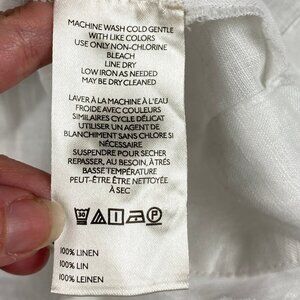 MACHINE WASH COLD GENTLE
WITH LIKE COLORS
USE ONLY NON-CHLORINE
BLEACH
LINE DRY
LOW IRON AS NEEDED
MAY BE DRY CLEANED
LAVER À LA MACHINE À L'EAU
FROIDE AVEC COULEURS
SIMILAIRES CYCLE DÉLICAT
UTILISER UN AGENT DE
BLANCHIMENT SANS CHLORE SI
NÉCESSAIRE
SUSPENDRE POUR SECHER
REPASSER, AU BESOIN, À TRÈS
BASSE TEMPÉRATURE
PEUT-ÊTRE ÊTRE NETTOYÉE
À SEC
30 P
100% LINEN
100% LIN
100% LEINEN